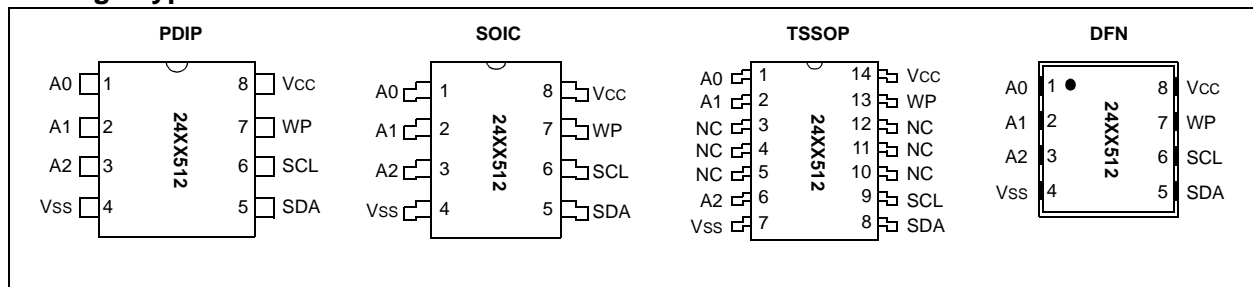 PDIP
A0 1 8 VCC
A1 2 7 WP
A2 3 6 SCL
VSS 4 5 SDA
24XX512
SOIC
A0 1 8 VCC
A1 2 7 WP
A2 3 6 SCL
VSS 4 5 SDA
24XX512
TSSOP
A0 1 14 VCC
A1 2 13 WP
NC 3 12 NC
NC 4 11 NC
NC 5 10 NC
A2 6 9 SCL
VSS 7 8 SDA
24XX512
DFN
A0 1 8 VCC
A1 2 7 WP
A2 3 6 SCL
VSS 4 5 SDA
24XX512